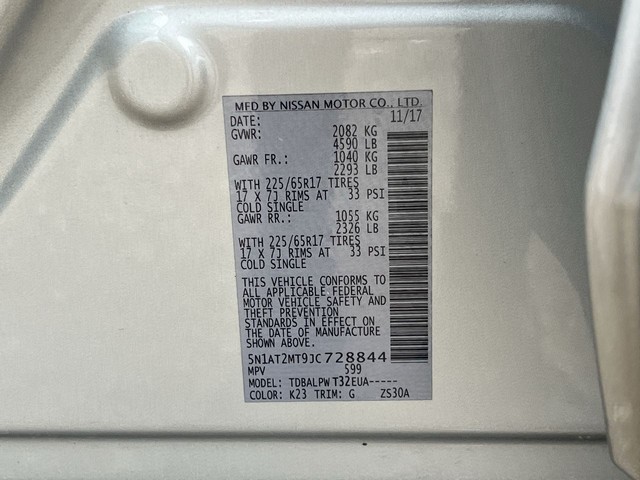 MFD BY NISSAN MOTOR CO., LTD.
DATE: 11/17
GVWR: 2082 KG
4590 LB
GAWR FR.: 1040 KG
2293 LB
WITH 225/65R17 TIRES
17 X 7J RIMS AT 33 PSI
COLD SINGLE
GAWR RR.: 1055 KG
2326 LB
WITH 225/65R17 TIRES
17 X 7J RIMS AT 33 PSI
COLD SINGLE
THIS VEHICLE CONFORMS TO
ALL APPLICABLE FEDERAL
MOTOR VEHICLE SAFETY AND
THEFT PREVENTION
STANDARDS IN EFFECT ON
THE DATE OF MANUFACTURE
SHOWN ABOVE.
5N1AT2MT9JC728844
MPV 599
MODEL: TDBALPWT32EUA-----
COLOR: K23 TRIM: G ZS30A